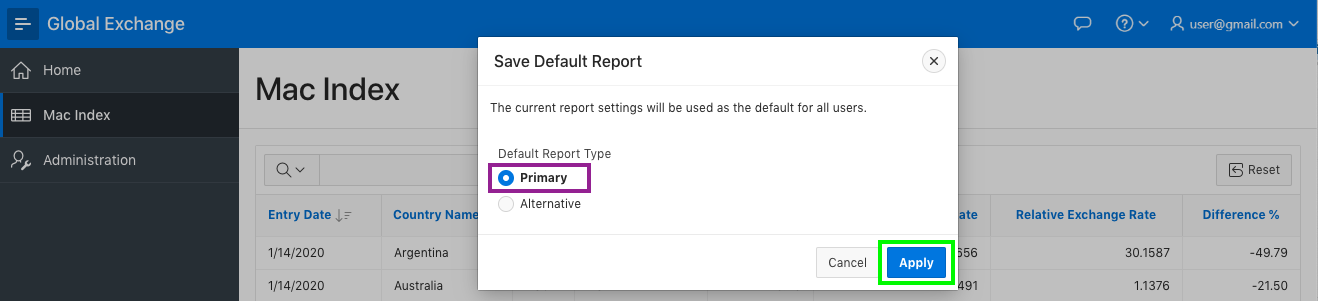 Global Exchange
user@gmail.com
Home
Mac Index
Administration
Mac Index
Reset
Entry Date
Country Name
ate
Relative Exchange Rate
Difference %
1/14/2020
Argentina
556
30.1587
-49.79
1/14/2020
Australia
491
1.1376
-21.50
Save Default Report
The current report settings will be used as the default for all users.
Default Report Type
Primary
Alternative
Cancel
Apply